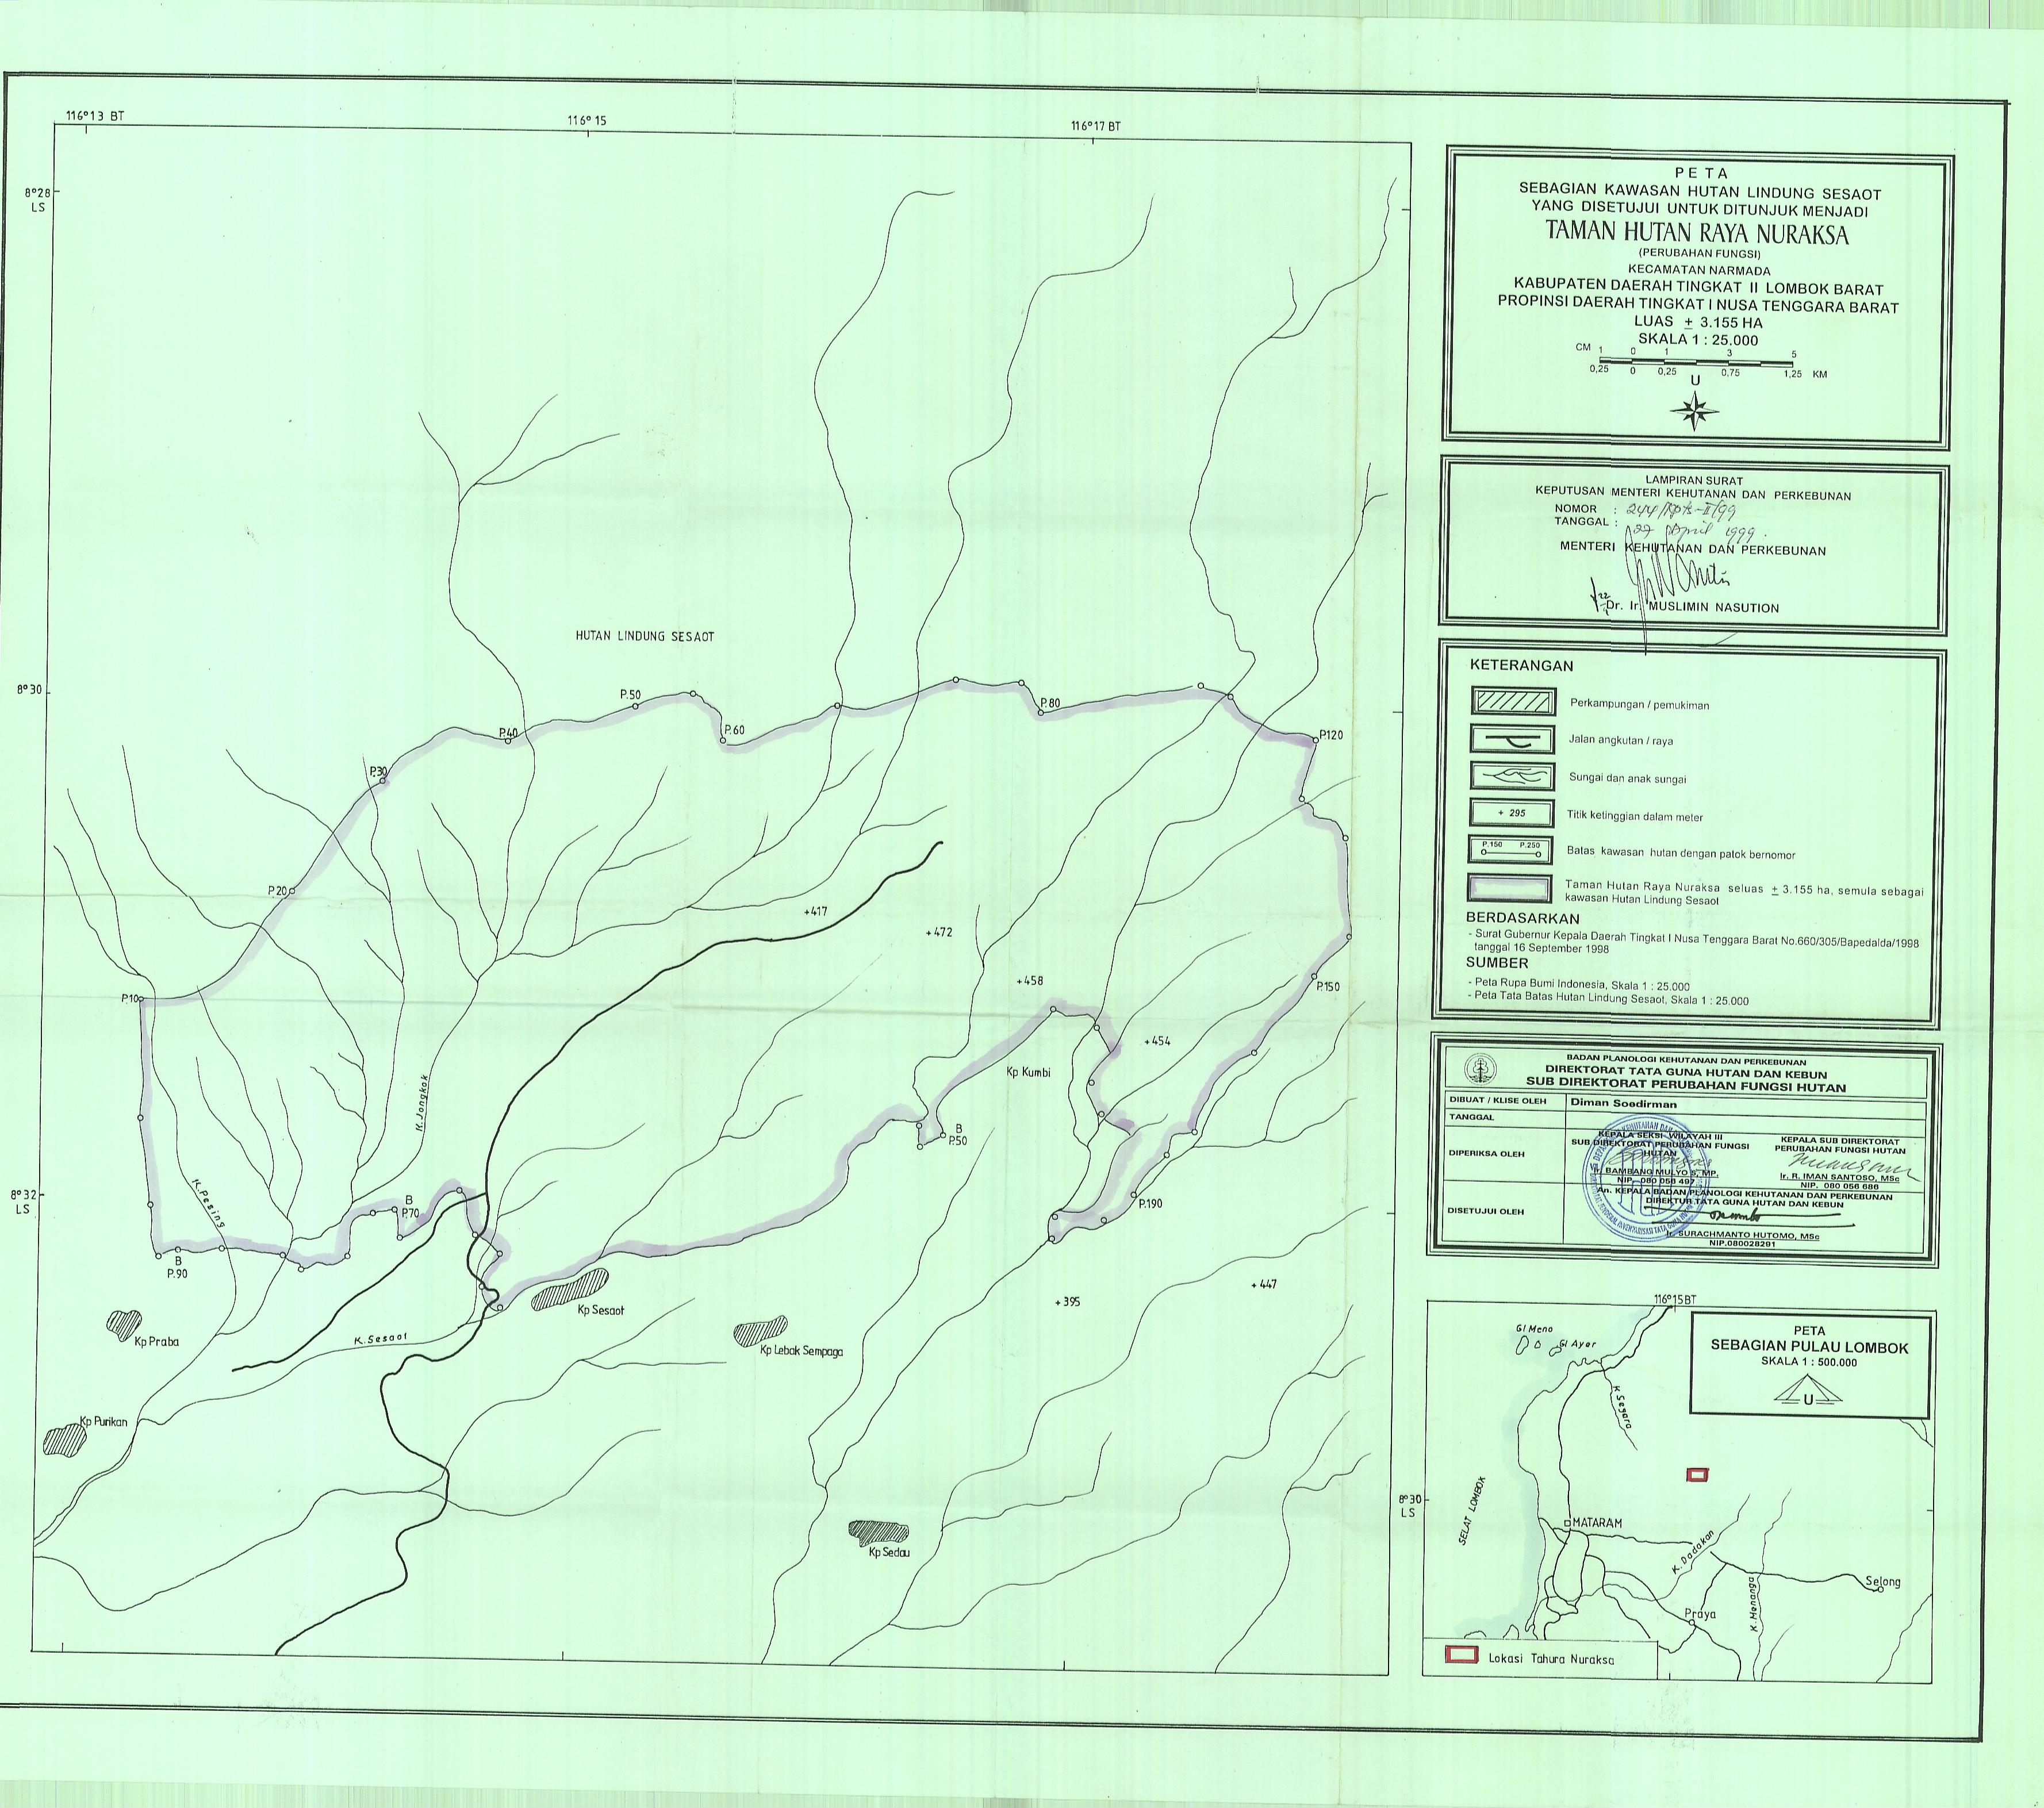 116°13 BT
116°15
116°17 BT
8°28
LS
8°30
8°32
LS
HUTAN LINDUNG SESAOT
P.50
P.60
P.80
P.40
P.120
P.30
P.20
P.10
P.150
P.190
+417
+472
+458
+454
+395
+447
Kp Kumbi
B
P.50
B
P.70
B
P.90
K.Jongkok
K.Pesing
K.Sesaot
Kp Sesaot
Kp Praba
Kp Lebak Sempaga
Kp Purikan
Kp Sedau
PETA
SEBAGIAN KAWASAN HUTAN LINDUNG SESAOT
YANG DISETUJUI UNTUK DITUNJUK MENJADI
TAMAN HUTAN RAYA NURAKSA
(PERUBAHAN FUNGSI)
KECAMATAN NARMADA
KABUPATEN DAERAH TINGKAT II LOMBOK BARAT
PROPINSI DAERAH TINGKAT I NUSA TENGGARA BARAT
LUAS ± 3.155 HA
SKALA 1 : 25.000
CM 1 0 1 3 5
0,25 0 0,25 0,75 1,25 KM
U
LAMPIRAN SURAT
KEPUTUSAN MENTERI KEHUTANAN DAN PERKEBUNAN
NOMOR : 244/Kpts-II/99
TANGGAL : 27 April 1999.
MENTERI KEHUTANAN DAN PERKEBUNAN
Dr. Ir. MUSLIMIN NASUTION
KETERANGAN
Perkampungan / pemukiman
Jalan angkutan / raya
Sungai dan anak sungai
+ 295 Titik ketinggian dalam meter
P.150 P.250 Batas kawasan hutan dengan patok bernomor
Taman Hutan Raya Nuraksa seluas ± 3.155 ha, semula sebagai
kawasan Hutan Lindung Sesaot
BERDASARKAN
- Surat Gubernur Kepala Daerah Tingkat I Nusa Tenggara Barat No.660/305/Bapedalda/1998
tanggal 16 September 1998
SUMBER
- Peta Rupa Bumi Indonesia, Skala 1 : 25.000
- Peta Tata Batas Hutan Lindung Sesaot, Skala 1 : 25.000
BADAN PLANOLOGI KEHUTANAN DAN PERKEBUNAN
DIREKTORAT TATA GUNA HUTAN DAN KEBUN
SUB DIREKTORAT PERUBAHAN FUNGSI HUTAN
DIBUAT / KLISE OLEH Diman Soedirman
TANGGAL
DIPERIKSA OLEH
KEPALA SEKSI WILAYAH III
SUB DIREKTORAT PERUBAHAN FUNGSI
HUTAN
Ir. BAMBANG MULYO S, MP.
NIP. 080 056 497
KEPALA SUB DIREKTORAT
PERUBAHAN FUNGSI HUTAN
Ir. R. IMAN SANTOSO, MSc
NIP. 080 056 686
DISETUJUI OLEH
An. KEPALA BADAN PLANOLOGI KEHUTANAN DAN PERKEBUNAN
DIREKTUR TATA GUNA HUTAN DAN KEBUN
Ir. SURACHMANTO HUTOMO, MSc
NIP.080028291
116°15 BT
PETA
SEBAGIAN PULAU LOMBOK
SKALA 1 : 500.000
U
GI Meno
GI Ayar
K Segara
SELAT LOMBOK
8°30
LS
MATARAM
K. Dadakan
Selong
Praya
K Menanga
Lokasi Tahura Nuraksa